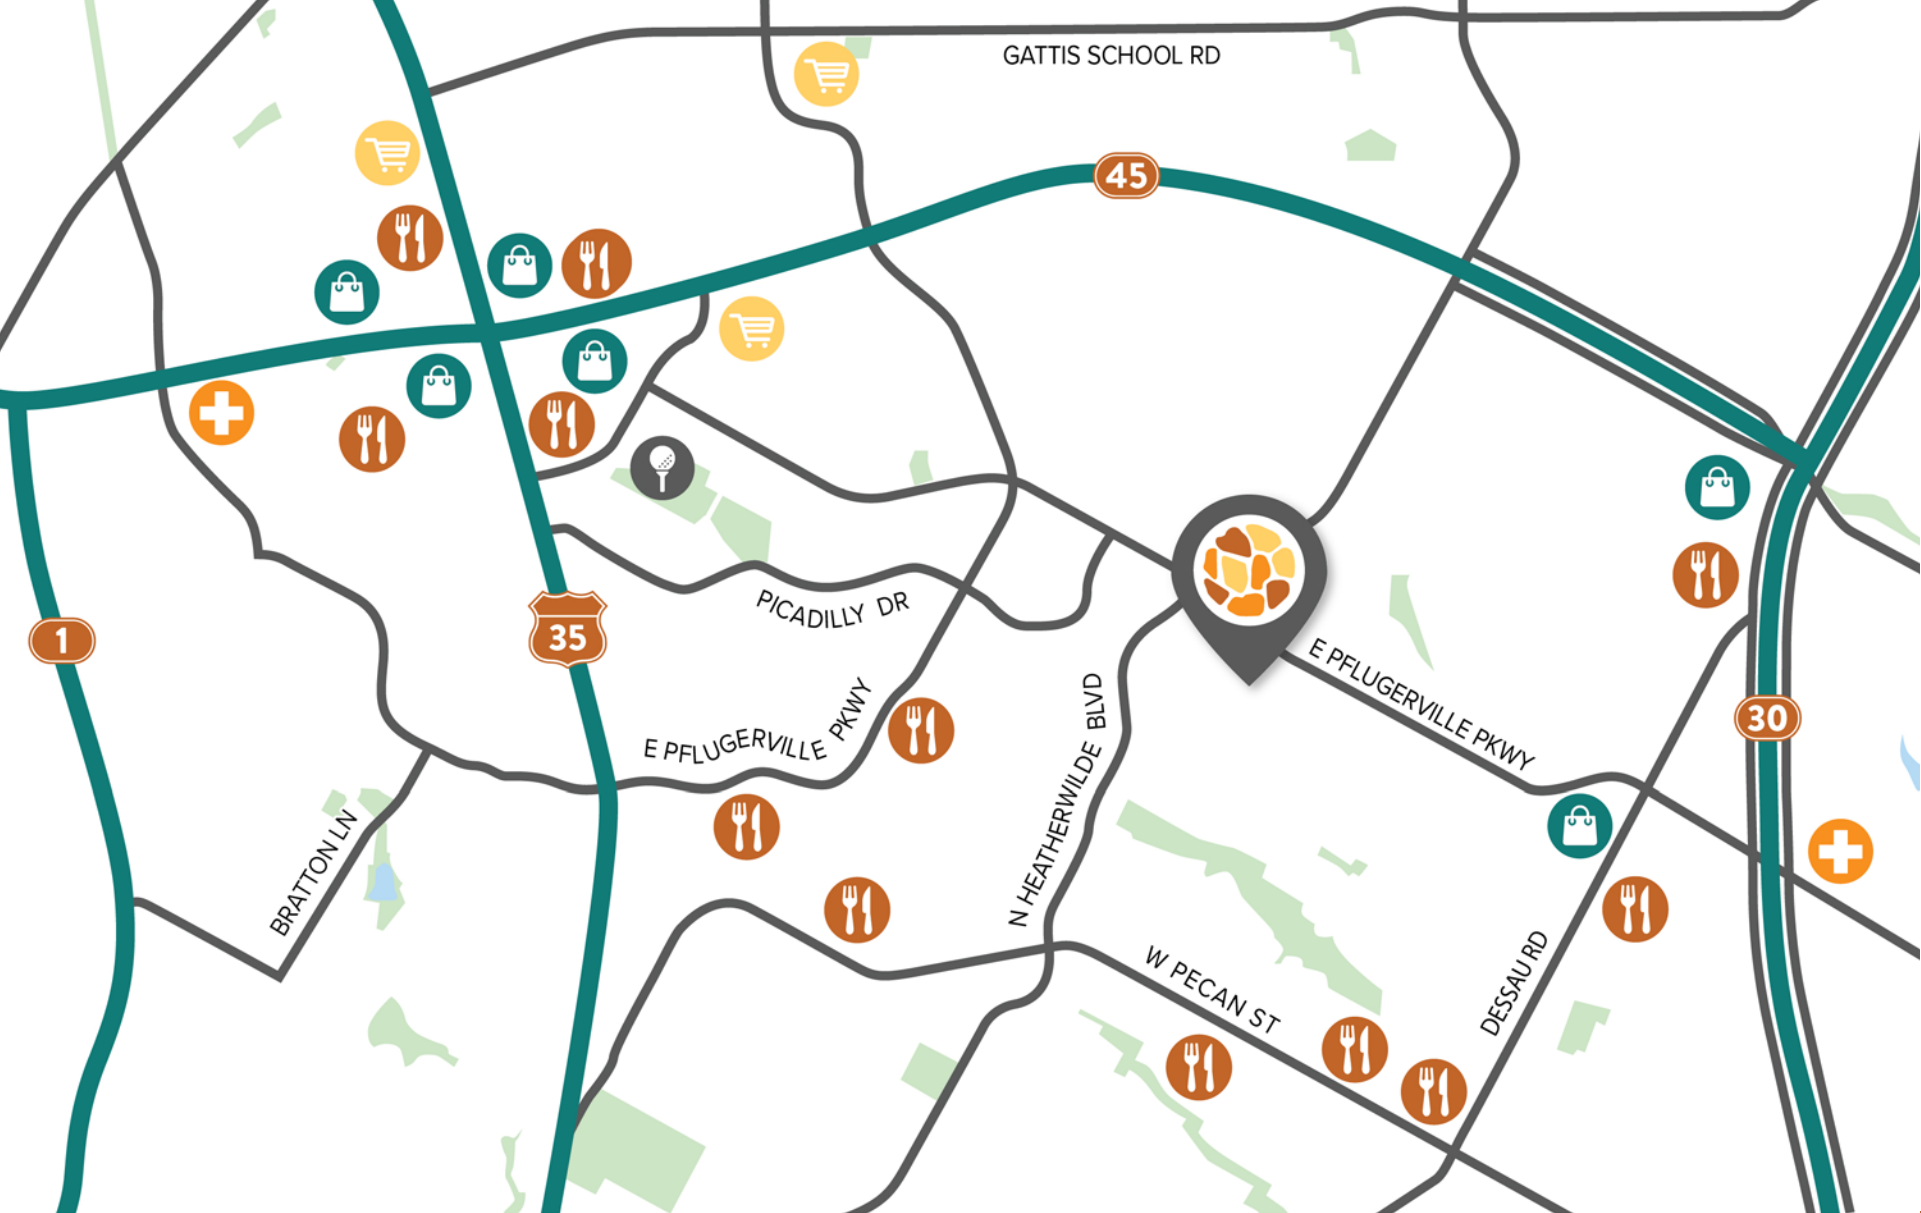 GATTIS SCHOOL RD
45
PICADILLY DR
35
1
E PFLUGERVILLE PKWY
E PFLUGERVILLE PKWY
N HEATHERWILDE BLVD
30
BRATTON LN
W PECAN ST
DESSAU RD